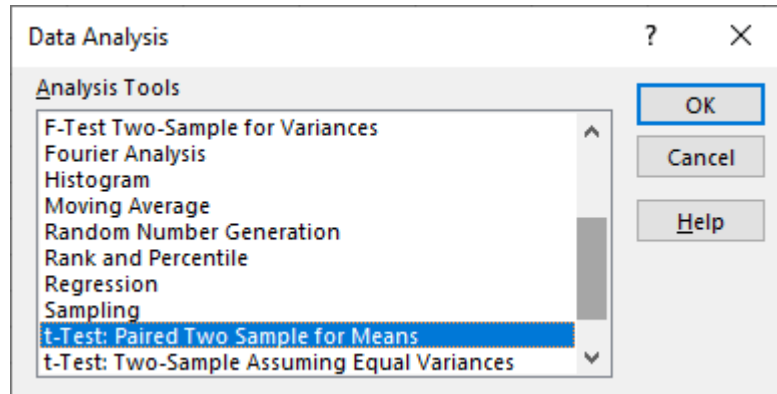 Data Analysis
?
Analysis Tools
F-Test Two-Sample for Variances
Fourier Analysis
Histogram
Moving Average
Random Number Generation
Rank and Percentile
Regression
Sampling
t-Test: Paired Two Sample for Means
t-Test: Two-Sample Assuming Equal Variances
OK
Cancel
Help